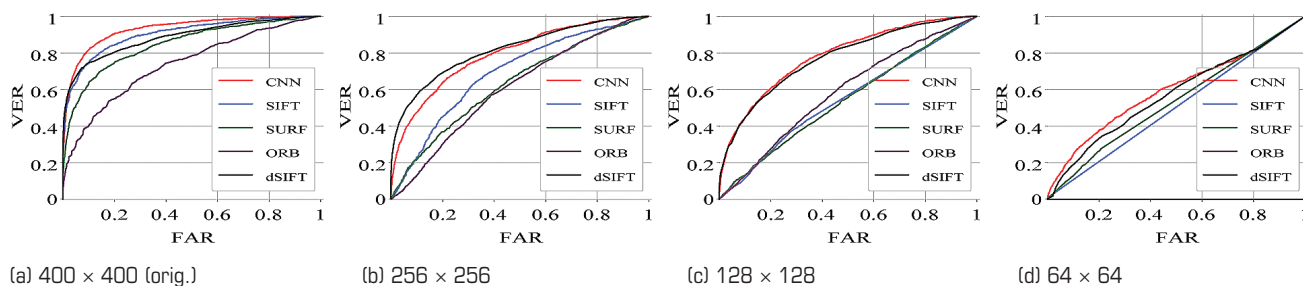 VER
1
0.8
0.6
0.4
0.2
0
0.2
0.4
0.6
0.8
1
FAR
CNN
SIFT
SURF
ORB
dSIFT
(a) 400 × 400 (orig.)
VER
1
0.8
0.6
0.4
0.2
0
0.2
0.4
0.6
0.8
1
FAR
CNN
SIFT
SURF
ORB
dSIFT
(b) 256 × 256
VER
1
0.8
0.6
0.4
0.2
0
0.2
0.4
0.6
0.8
1
FAR
CNN
SIFT
SURF
ORB
dSIFT
(c) 128 × 128
VER
1
0.8
0.6
0.4
0.2
0
0.2
0.4
0.6
0.8
1
FAR
CNN
SIFT
SURF
ORB
dSIFT
(d) 64 × 64